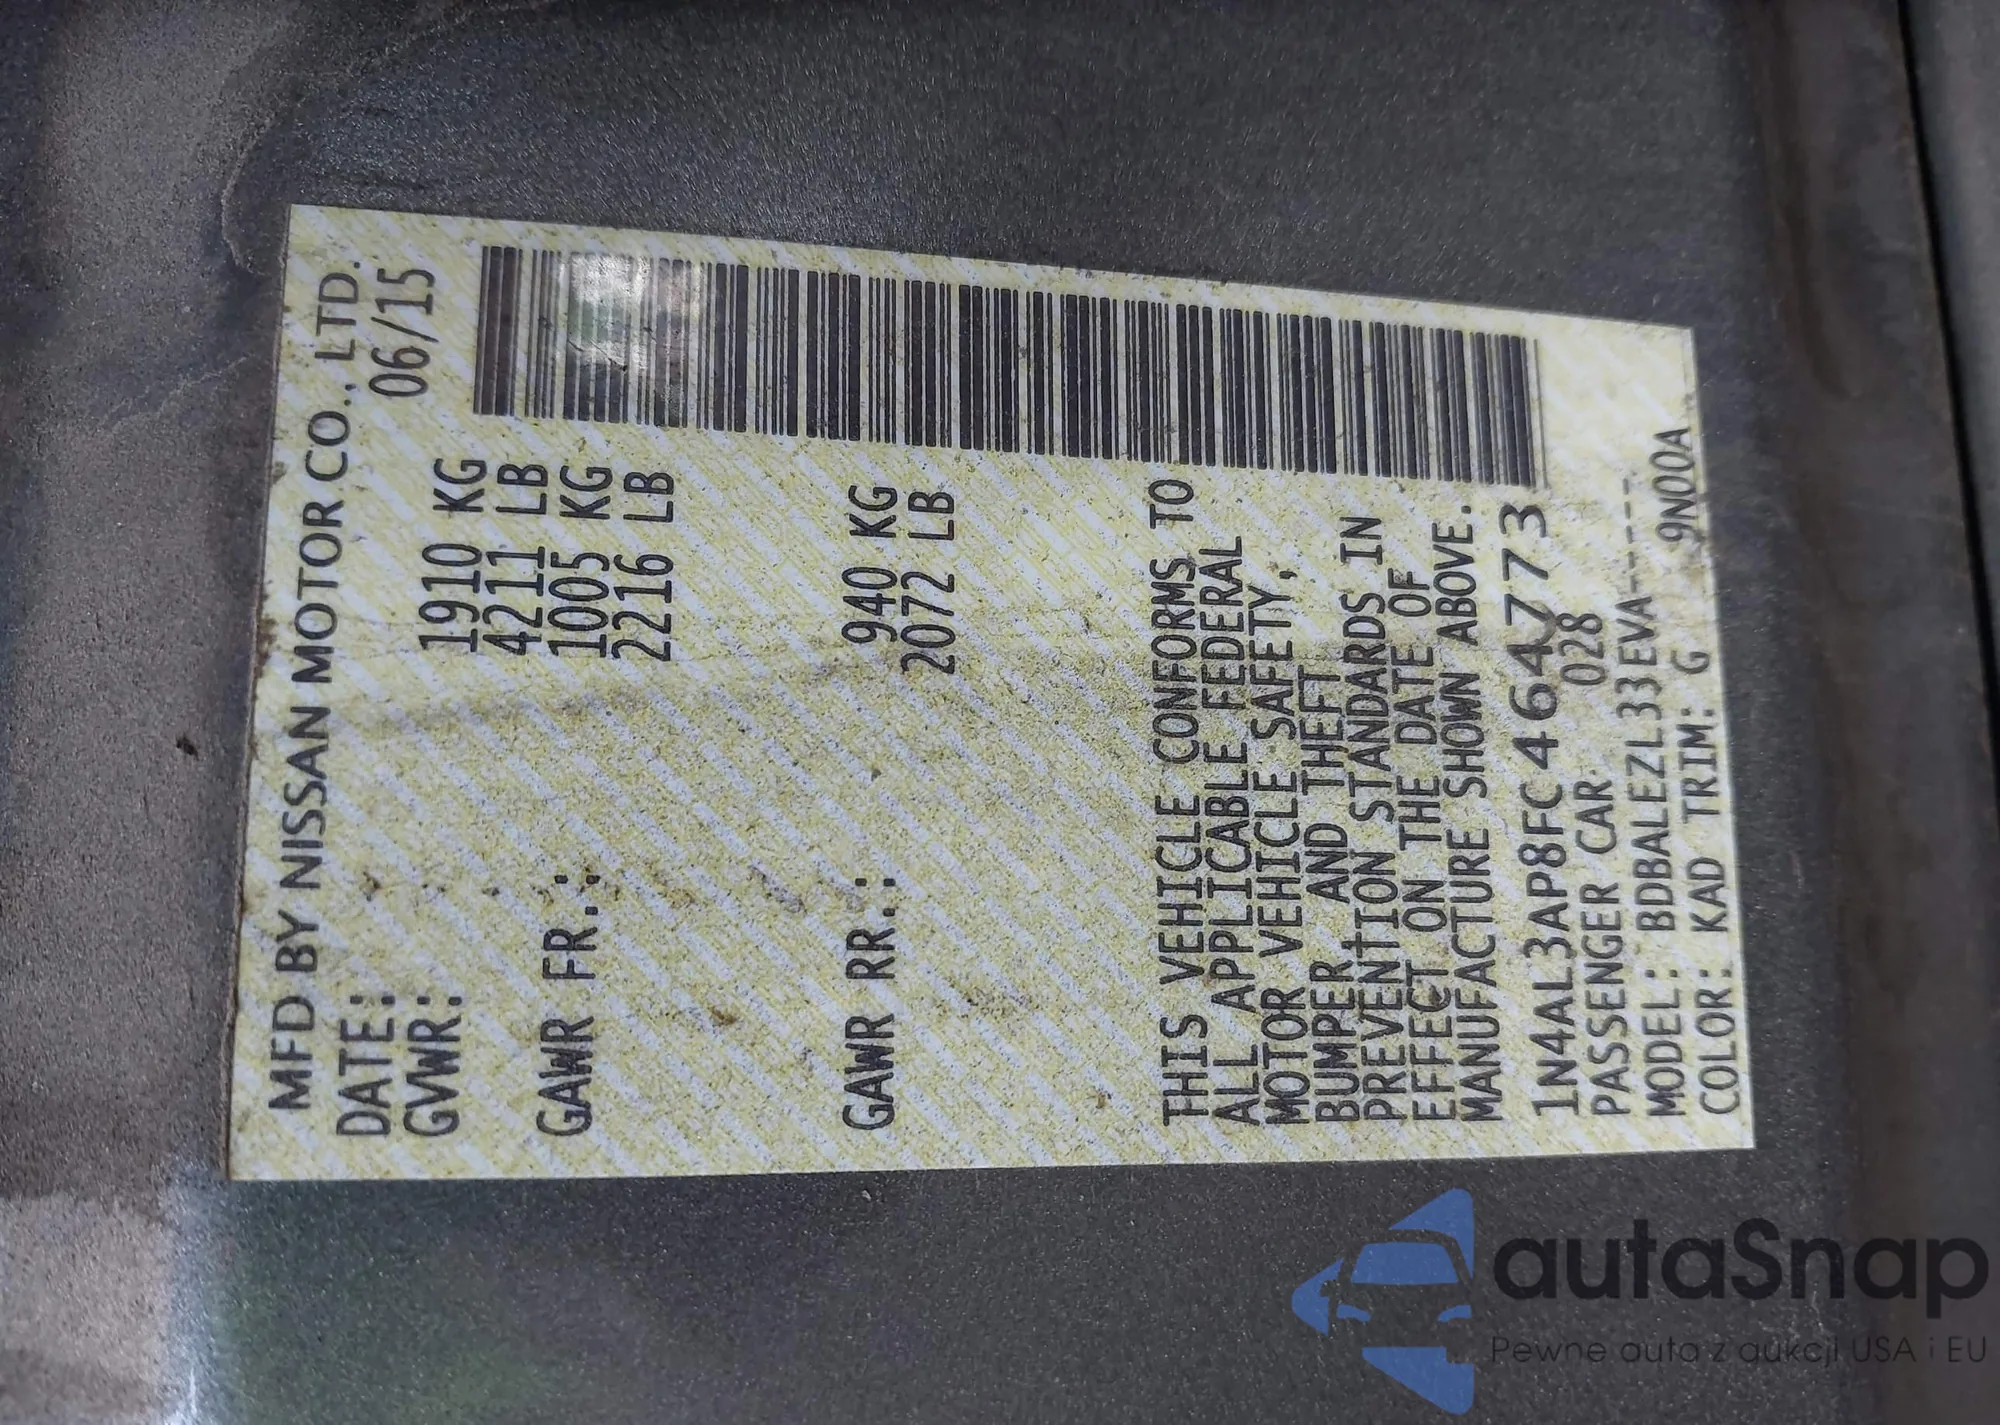 MFD BY NISSAN MOTOR CO., LTD.
DATE: 06/15
GVWR: 1910 KG
4211 LB
GAWR FR.: 1005 KG
2216 LB
GAWR RR.: 940 KG
2072 LB
THIS VEHICLE CONFORMS TO
ALL APPLICABLE FEDERAL
MOTOR VEHICLE SAFETY,
BUMPER AND THEFT
PREVENTION STANDARDS IN
EFFECT ON THE DATE OF
MANUFACTURE SHOWN ABOVE.
1N4AL3AP8FC464773
PASSENGER CAR 028
MODEL: BDBALEZL33EVA------
COLOR: KAD TRIM: G 9N00A
autaSnap
Pewne auta z aukcji USA i EU